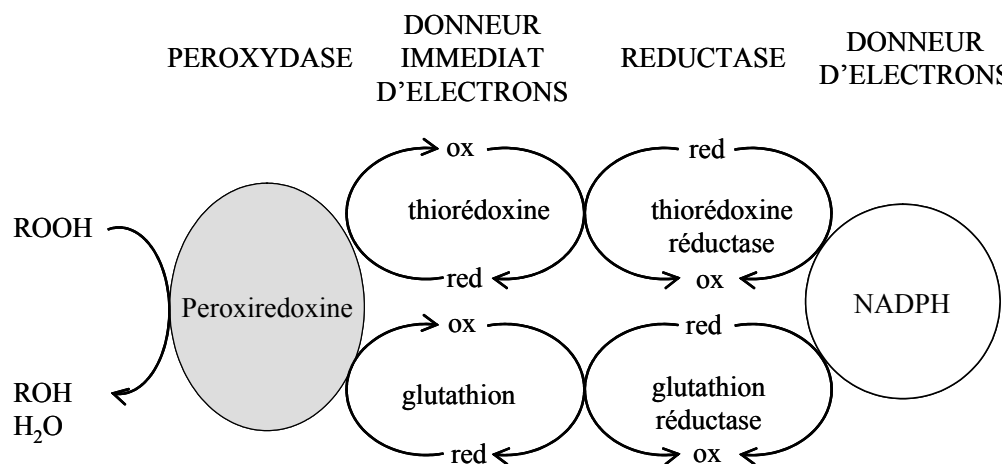 PEROXYDASE
DONNEUR
IMMEDIAT
D'ELECTRONS
REDUCTASE
DONNEUR
D'ELECTRONS
ROOH
ROH
H2O
Peroxiredoxine
ox
thiorédoxine
red
red
thiorédoxine
réductase
ox
ox
glutathion
red
red
glutathion
réductase
ox
NADPH